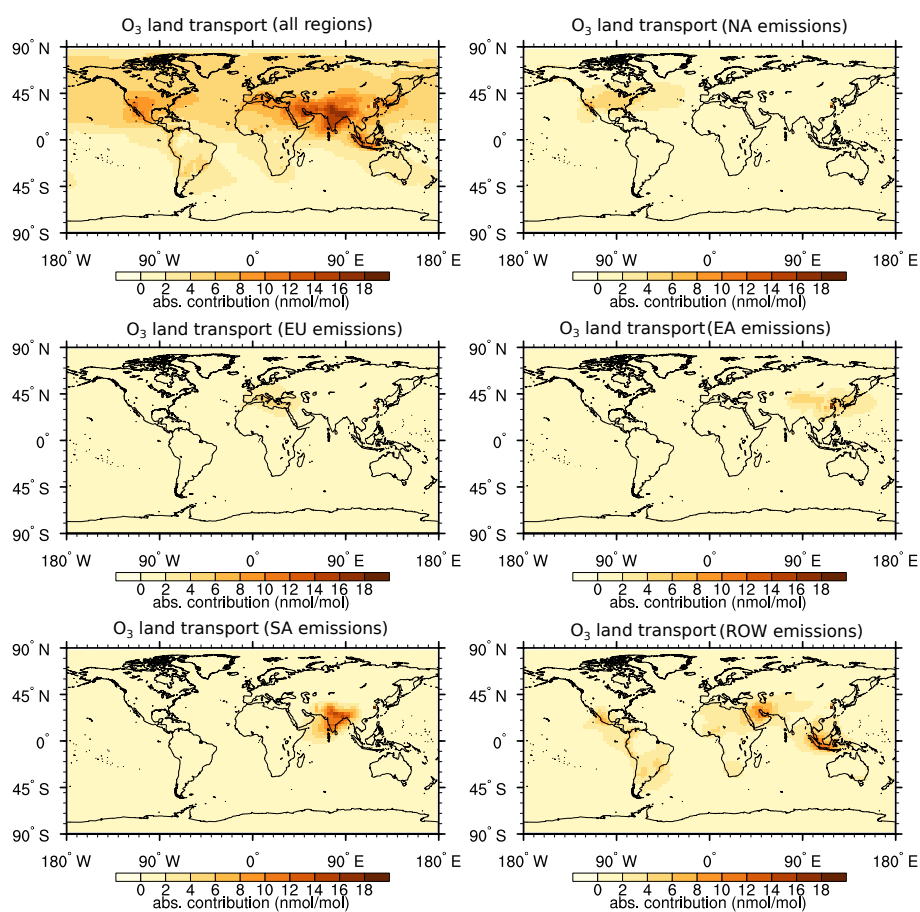 O₃ land transport (all regions)
90° N
45° N
0°
45° S
90° S
180° W 90° W 0° 90° E 180° E
0 2 4 6 8 10 12 14 16 18
abs. contribution (nmol/mol)
O₃ land transport (NA emissions)
90° N
45° N
0°
45° S
90° S
180° W 90° W 0° 90° E 180° E
0 2 4 6 8 10 12 14 16 18
abs. contribution (nmol/mol)
O₃ land transport (EU emissions)
90° N
45° N
0°
45° S
90° S
180° W 90° W 0° 90° E 180° E
0 2 4 6 8 10 12 14 16 18
abs. contribution (nmol/mol)
O₃ land transport (EA emissions)
90° N
45° N
0°
45° S
90° S
180° W 90° W 0° 90° E 180° E
0 2 4 6 8 10 12 14 16 18
abs. contribution (nmol/mol)
O₃ land transport (SA emissions)
90° N
45° N
0°
45° S
90° S
180° W 90° W 0° 90° E 180° E
0 2 4 6 8 10 12 14 16 18
abs. contribution (nmol/mol)
O₃ land transport (ROW emissions)
90° N
45° N
0°
45° S
90° S
180° W 90° W 0° 90° E 180° E
0 2 4 6 8 10 12 14 16 18
abs. contribution (nmol/mol)